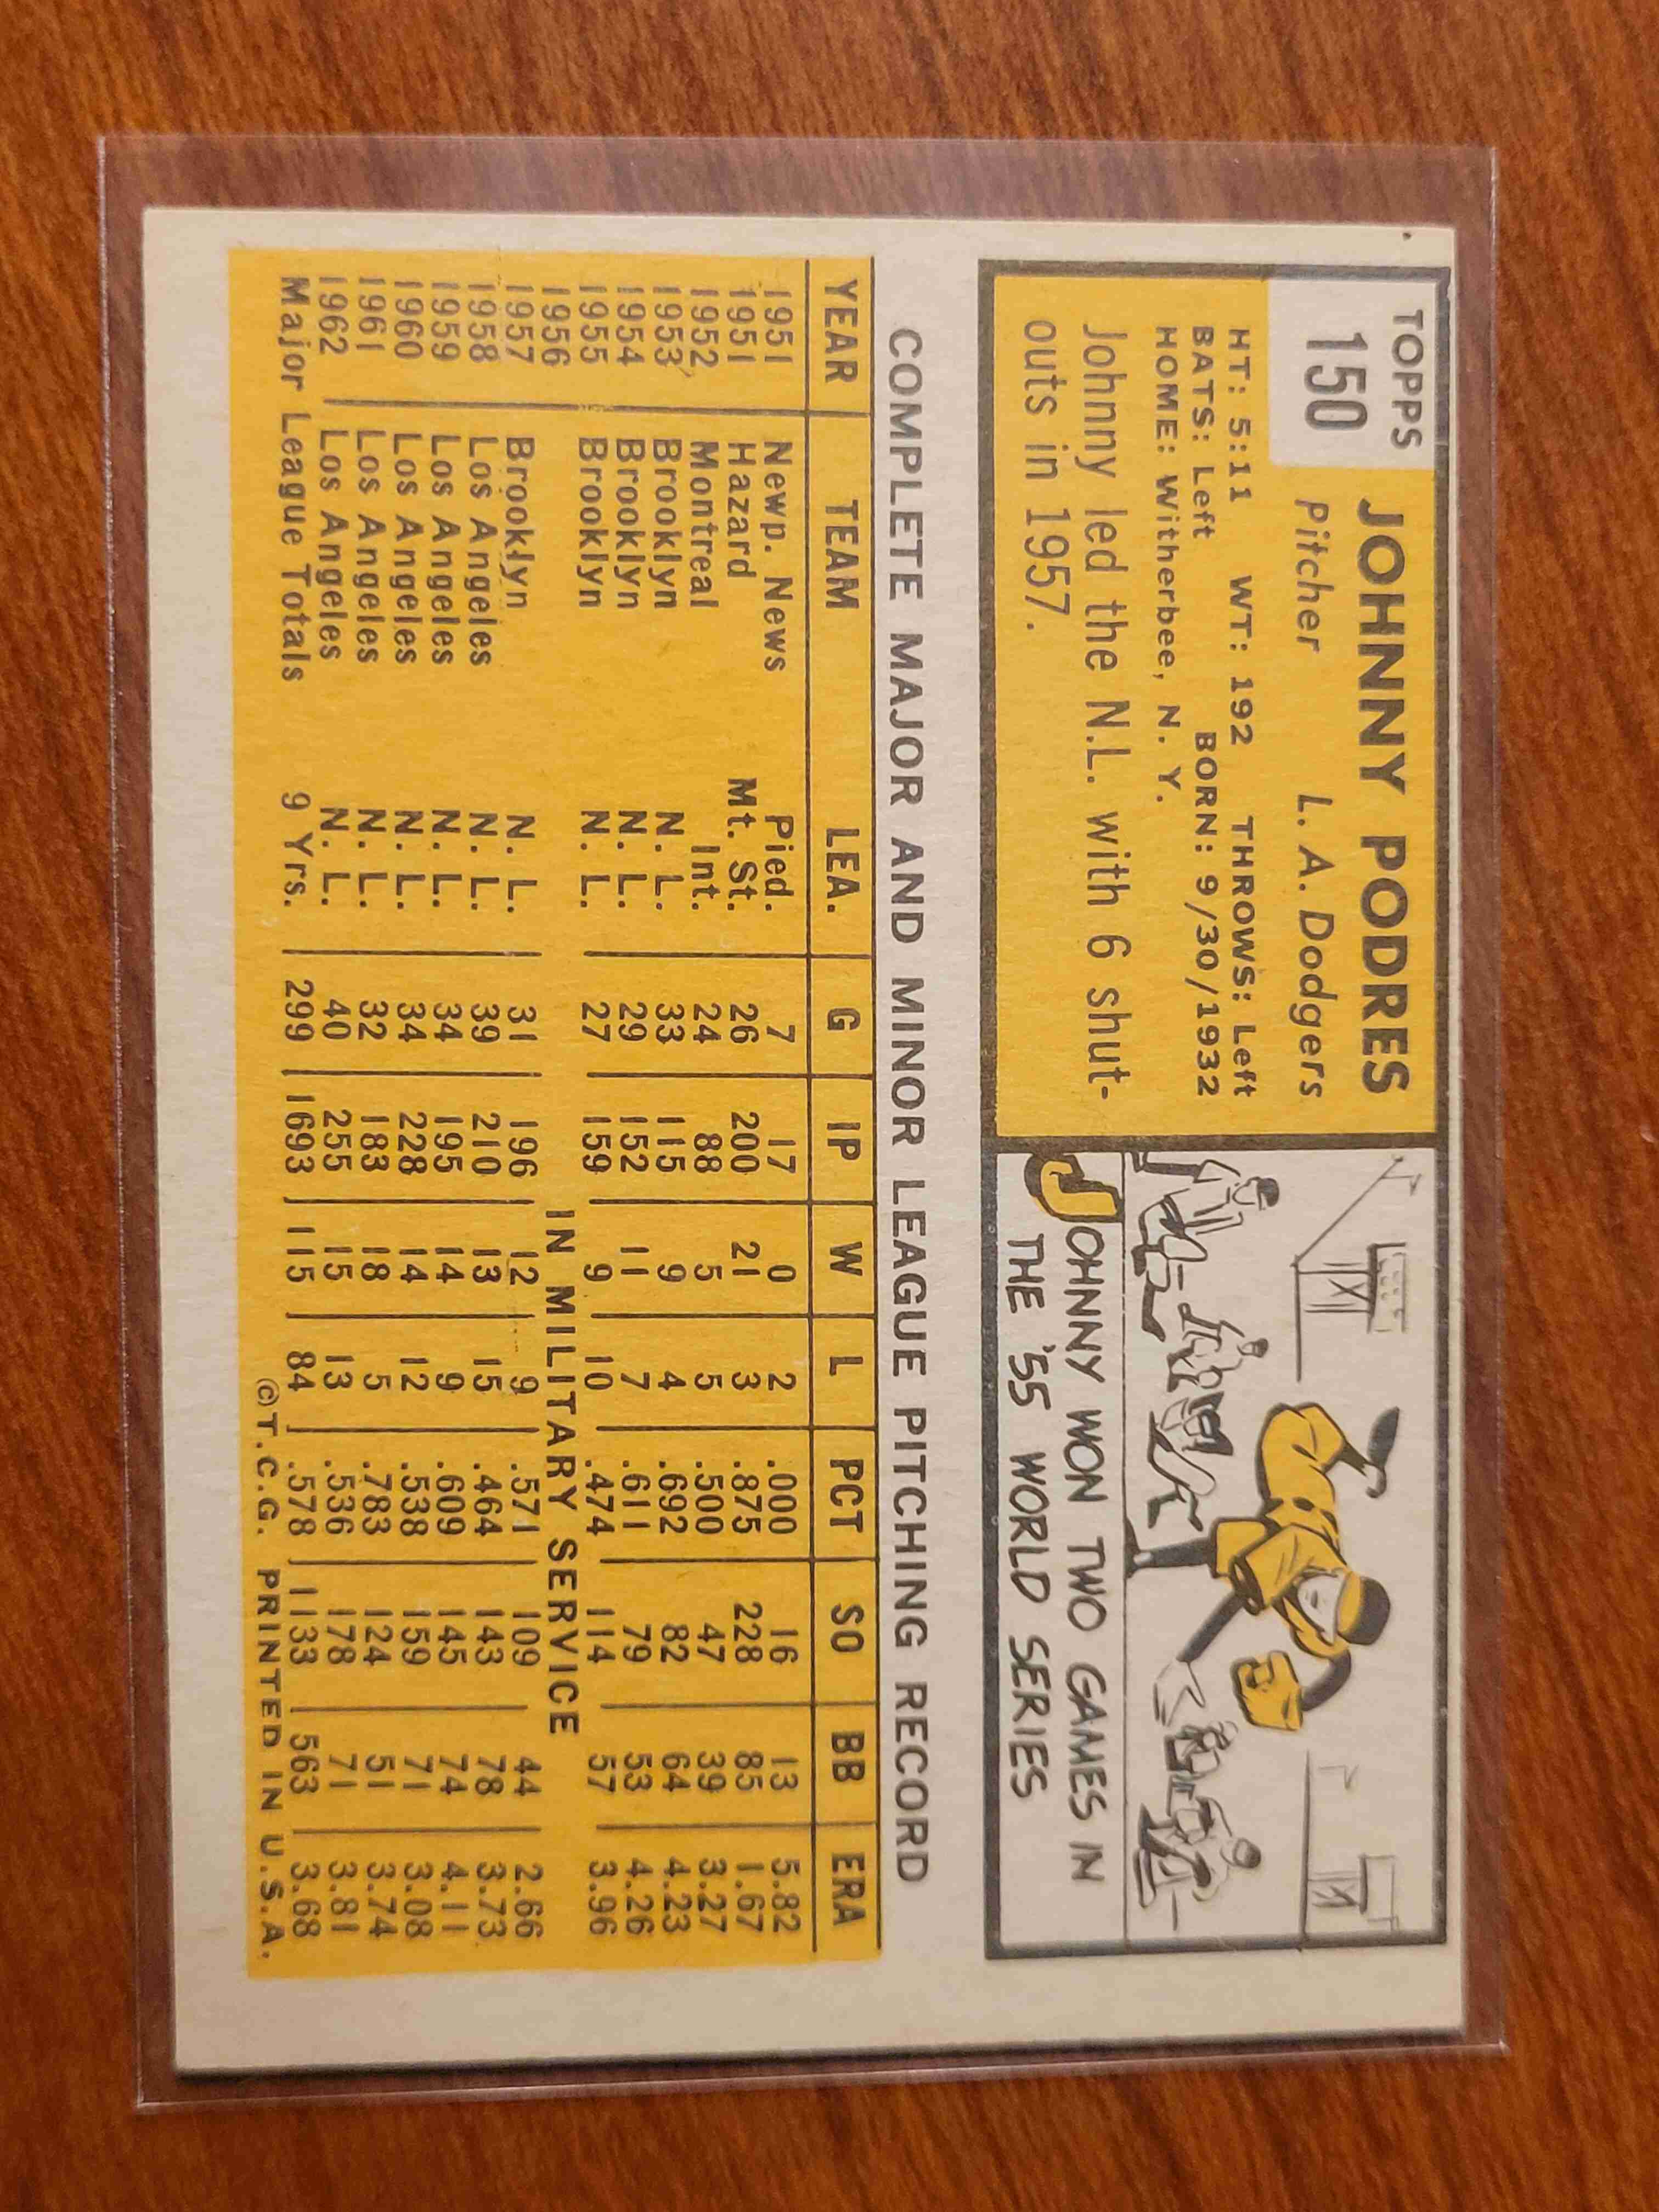 TOPPS
150
JOHNNY PODRES
Pitcher L. A. Dodgers
HT: 5:11 WT: 192 THROWS: Left
BATS: Left BORN: 9/30/1932
HOME: Witherbee, N. Y.
Johnny led the N.L. with 6 shut-
outs in 1957.
JOHNNY WON TWO GAMES IN
THE '55 WORLD SERIES
COMPLETE MAJOR AND MINOR LEAGUE PITCHING RECORD
YEAR TEAM LEA. G IP W L PCT SO BB ERA
1951 Newp. News Pied. 7 17 0 2 .000 16 13 5.82
1951 Hazard Mt. St. 26 200 21 3 .875 228 85 1.67
1952 Montreal Int. 24 88 5 5 .500 47 39 3.27
1953 Brooklyn N. L. 33 115 9 4 .692 82 64 4.23
1954 Brooklyn N. L. 29 152 11 7 .611 79 53 4.26
1955 Brooklyn N. L. 27 159 9 10 .474 114 57 3.96
1956 IN MILITARY SERVICE
1957 Brooklyn N. L. 31 196 12 9 .571 109 44 2.66
1958 Los Angeles N. L. 39 210 13 15 .464 143 78 3.73
1959 Los Angeles N. L. 34 195 14 9 .609 145 74 4.11
1960 Los Angeles N. L. 34 228 14 12 .538 159 71 3.08
1961 Los Angeles N. L. 32 183 18 5 .783 124 51 3.74
1962 Los Angeles N. L. 40 255 15 13 .536 178 71 3.81
Major League Totals 9 Yrs. 299 1693 115 84 .578 1133 563 3.68
©T.C.G. PRINTED IN U.S.A.